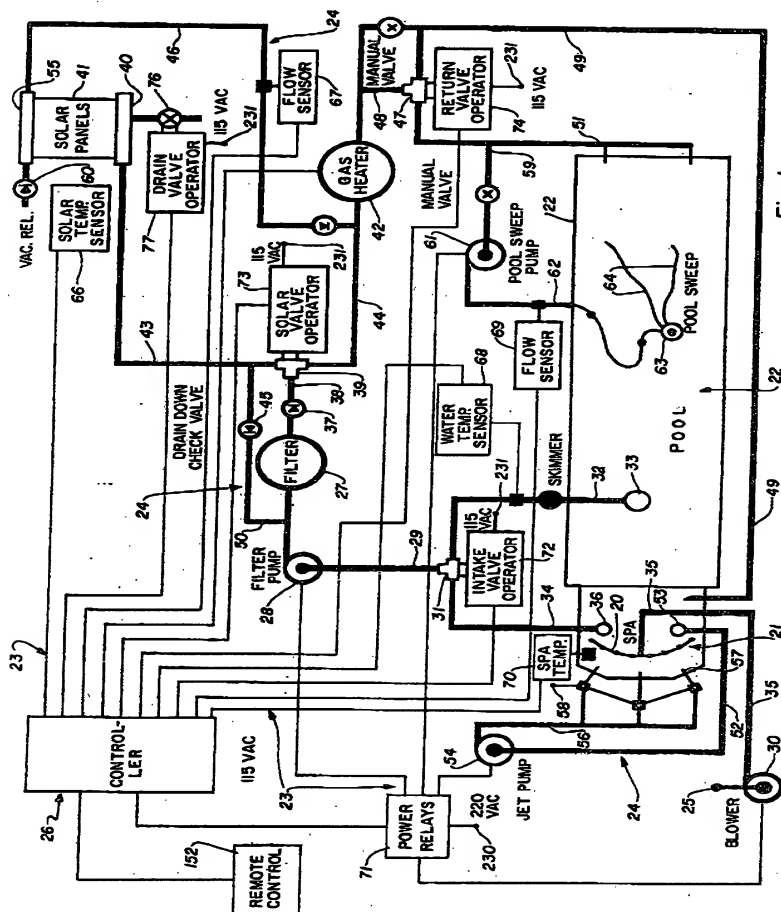 55
46
24
SOLAR
PANELS
41
40
76
115 VAC
231
VAC. REL.
60
SOLAR
TEMP.
SENSOR
66
DRAIN
VALVE
OPERATOR
77
FLOW
SENSOR
67
MANUAL
VALVE
48
47
RETURN
VALVE
OPERATOR
231
115 VAC
74
49
GAS
HEATER
42
MANUAL
VALVE
59
51
43
115
VAC
231
73
SOLAR
VALVE
OPERATOR
44
61
POOL SWEEP
PUMP
62
22
64
POOL SWEEP
63
69
FLOW
SENSOR
DRAIN DOWN
CHECK VALVE
45
38
39
37
FILTER
27
24
50
WATER
TEMP.
SENSOR
68
SKIMMER
32
33
POOL
22
22
FILTER
PUMP
28
29
31
115
VAC
231
INTAKE
VALVE
OPERATOR
72
34
36
20
SPA
35
53
49
21
SPA
TEMP.
70
58
57
56
52
35
54
JET PUMP
24
23
CONTROL-
LER
26
115 VAC
23
220
VAC
230
POWER
RELAYS
71
25
BLOWER
30
152
REMOTE
CONTROL